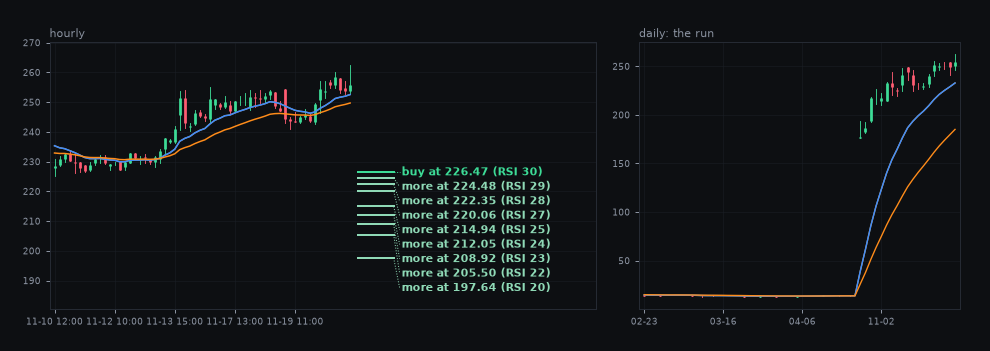 hourly
270
260
250
240
230
220
210
200
190
11-10 12:00 11-12 10:00 11-13 15:00 11-17 13:00 11-19 11:00
buy at 226.47 (RSI 30)
more at 224.48 (RSI 29)
more at 222.35 (RSI 28)
more at 220.06 (RSI 27)
more at 214.94 (RSI 25)
more at 212.05 (RSI 24)
more at 208.92 (RSI 23)
more at 205.50 (RSI 22)
more at 197.64 (RSI 20)
daily: the run
250
200
150
100
50
02-23 03-16 04-06 11-02